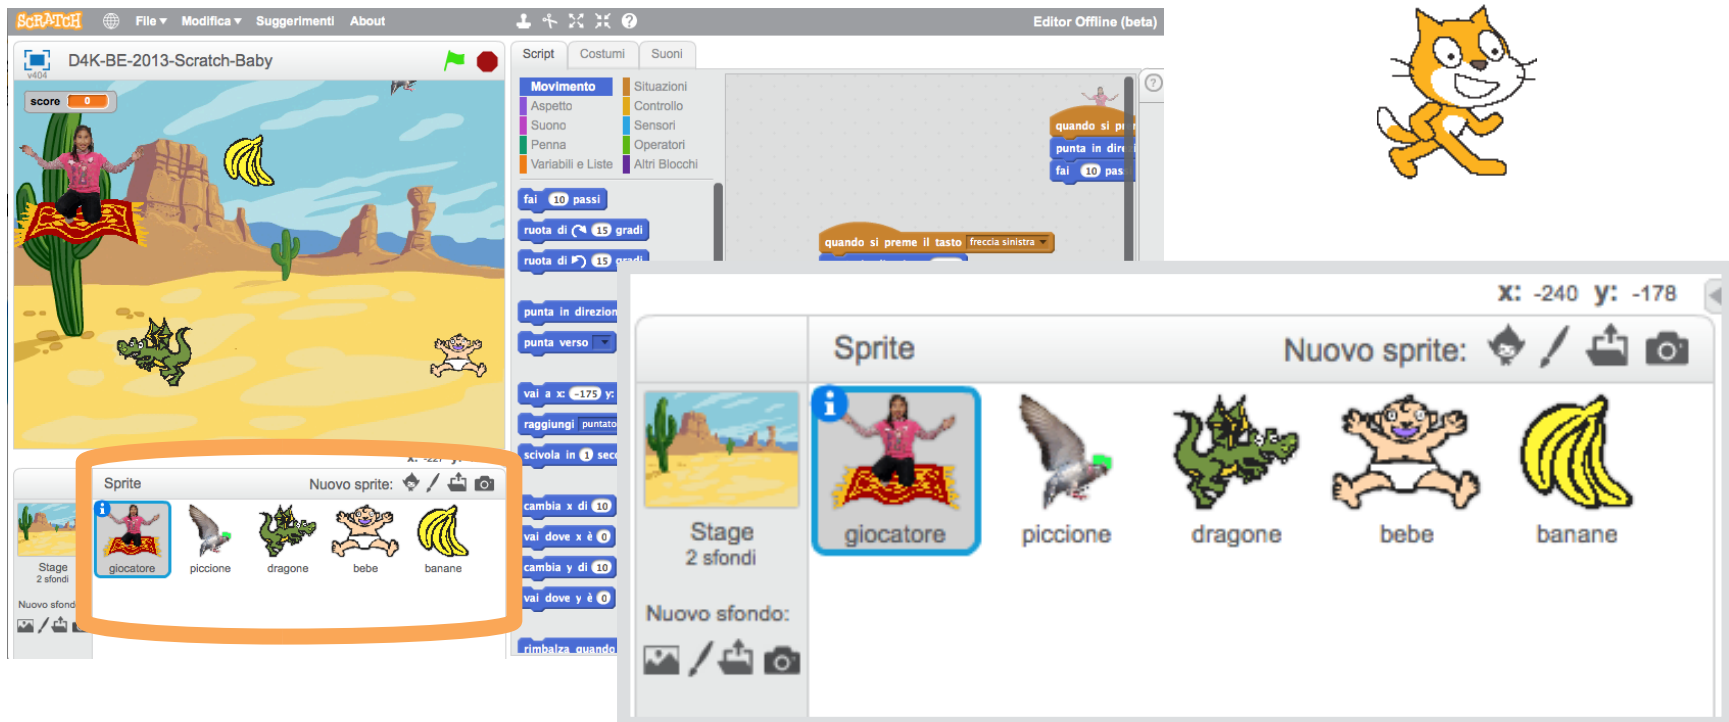 SCRATCH File Modifica Suggerimenti About Editor Offline (beta)
v404
D4K-BE-2013-Scratch-Baby
score 0
Script Costumi Suoni
Movimento Situazioni
Aspetto Controllo
Suono Sensori
Penna Operatori
Variabili e Liste Altri Blocchi
fai 10 passi
ruota di 15 gradi
ruota di 15 gradi
punta in direzion
punta verso
vai a x: -175 y:
raggiungi puntato
scivola in 1 sec
cambia x di 10
vai dove x è 0
cambia y di 10
vai dove y è 0
rimbalza quando
quando si pre
punta in dire
fai 10 pas
quando si preme il tasto freccia sinistra
?
Sprite Nuovo sprite:
Stage
2 sfondi
giocatore piccione dragone bebe banane
Nuovo sfond
x: -240 y: -178
Sprite Nuovo sprite:
i
Stage
2 sfondi
giocatore piccione dragone bebe banane
Nuovo sfondo: